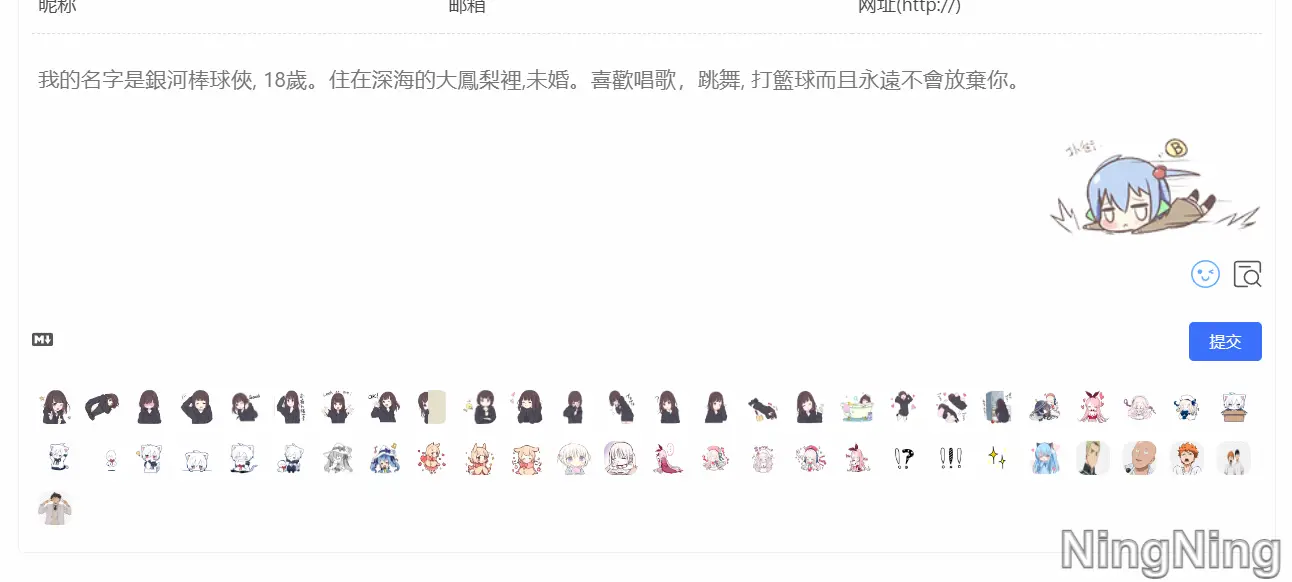 昵称 邮箱 网址(http://)
我的名字是銀河棒球俠, 18歲。住在深海的大鳳梨裡,未婚。喜歡唱歌，跳舞, 打籃球而且永遠不會放棄你。
B
M
提交
NingNing